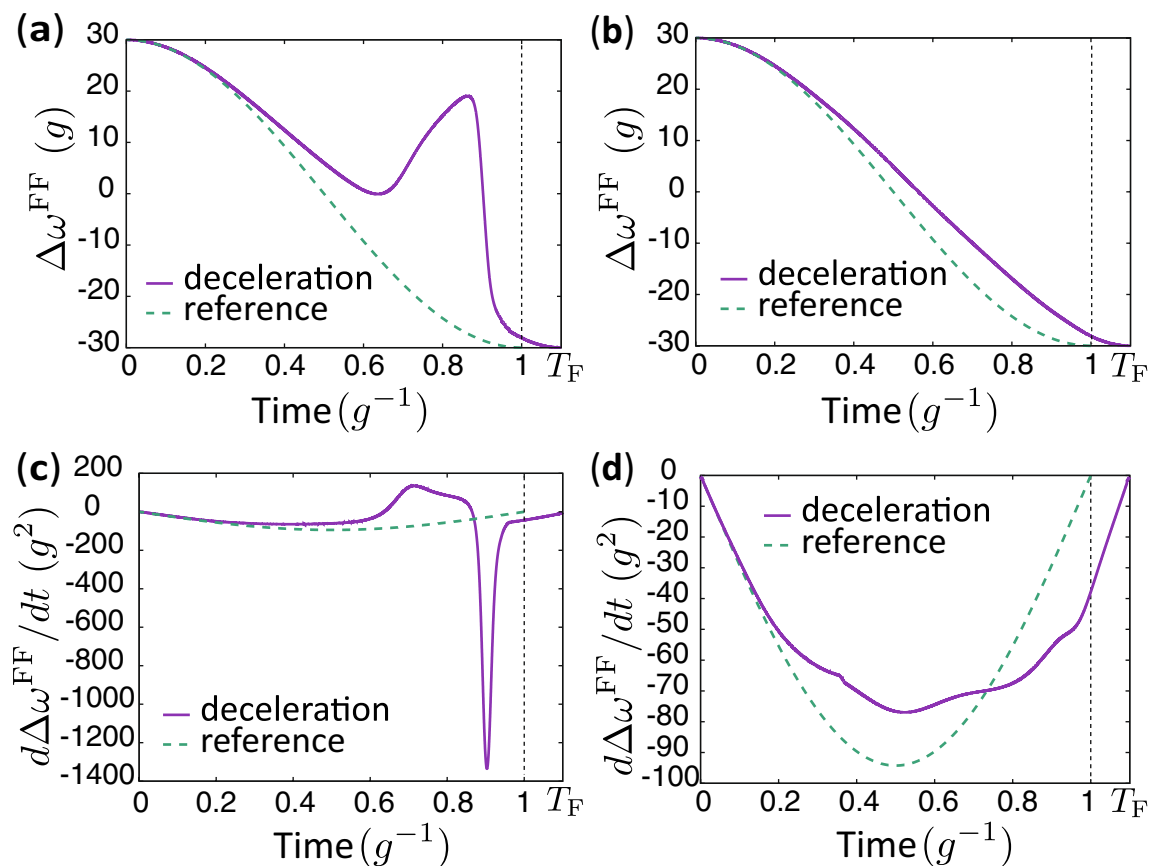 (a)
30
20
10
0
-10
-20
-30
Δω^FF (g)
deceleration
reference
0 0.2 0.4 0.6 0.8 1 T_F
Time (g⁻¹)
(b)
30
20
10
0
-10
-20
-30
Δω^FF (g)
deceleration
reference
0 0.2 0.4 0.6 0.8 1 T_F
Time (g⁻¹)
(c)
200
0
-200
-400
-600
-800
-1000
-1200
-1400
dΔω^FF/dt (g²)
deceleration
reference
0 0.2 0.4 0.6 0.8 1 T_F
Time (g⁻¹)
(d)
0
-10
-20
-30
-40
-50
-60
-70
-80
-90
-100
dΔω^FF/dt (g²)
deceleration
reference
0 0.2 0.4 0.6 0.8 1 T_F
Time (g⁻¹)